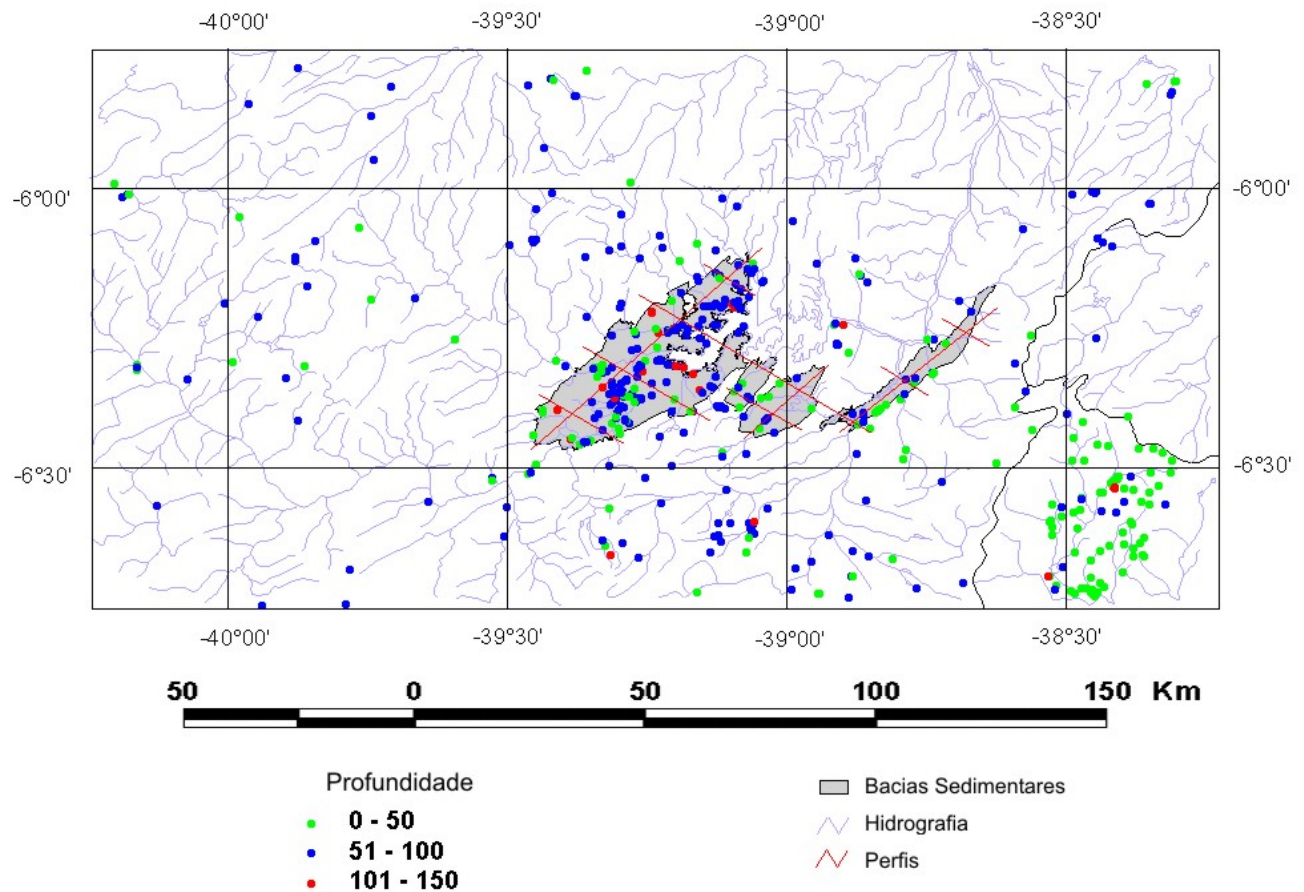 -40°00' -39°30' -39°00' -38°30'
-6°00' -6°00'
-6°30' -6°30'
-40°00' -39°30' -39°00' -38°30'
50 0 50 100 150 Km
Profundidade
0 - 50
51 - 100
101 - 150
Bacias Sedimentares
Hidrografia
Perfis